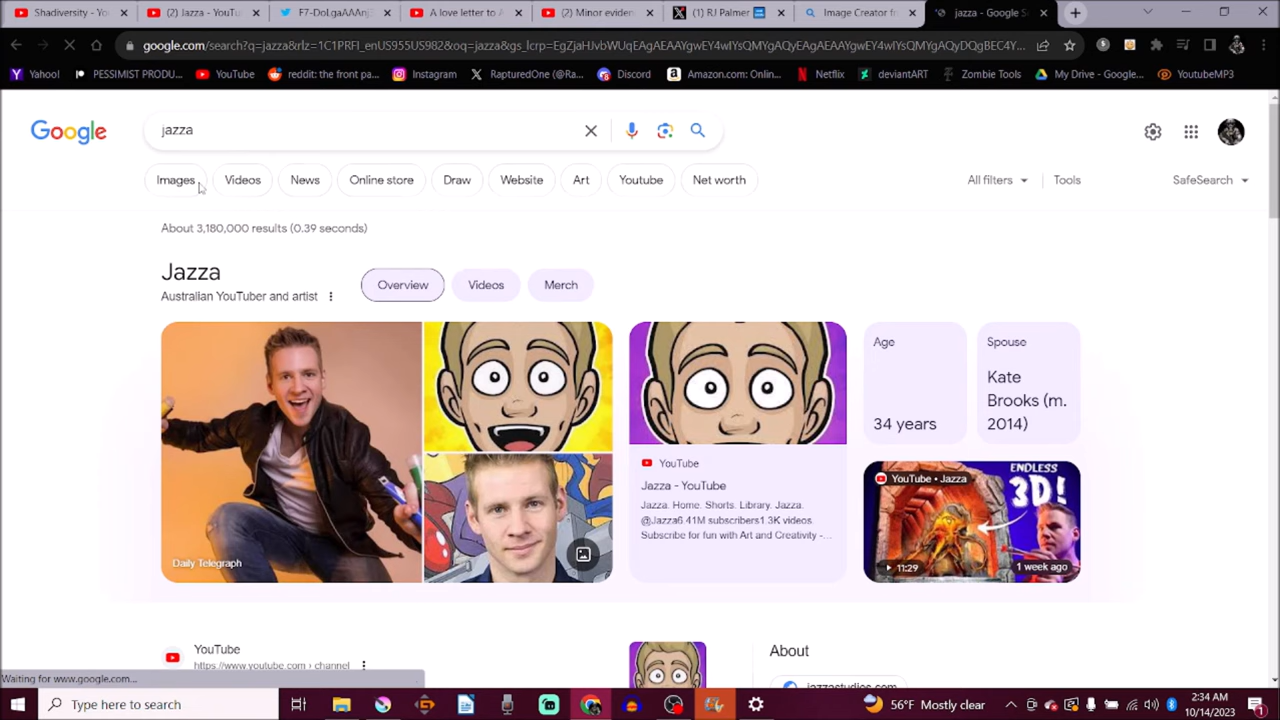 Shadiversity - Yo
(2) Jazza - YouTu
F7-DoLgaAAAnj
A love letter to A
(2) Minor eviden
(1) RJ Palmer
Image Creator fr
jazza - Google S
google.com/search?q=jazza&rlz=1C1PRFI_enUS955US982&oq=jazza&gs_lcrp=EgZjaHJvbWUqEAgAEAAYgwEY4wIYsQMYgAQyEAgAEAAYgwEY4wIYsQMYgAQyDQgBEC4Y...
Yahoo!
PESSIMIST PRODU...
YouTube
reddit: the front pa...
Instagram
RapturedOne (@Ra...
Discord
Amazon.com: Onlin...
Netflix
deviantART
Zombie Tools
My Drive - Google...
YoutubeMP3
Google
jazza
Images
Videos
News
Online store
Draw
Website
Art
Youtube
Net worth
All filters
Tools
SafeSearch
About 3,180,000 results (0.39 seconds)
Jazza
Australian YouTuber and artist
Overview
Videos
Merch
Age
34 years
Spouse
Kate
Brooks (m.
2014)
Daily Telegraph
YouTube
Jazza - YouTube
Jazza. Home. Shorts. Library. Jazza.
@Jazza6.41M subscribers1.3K videos.
Subscribe for fun with Art and Creativity -...
YouTube • Jazza
ENDLESS
3D!
11:29
1 week ago
YouTube
https://www.youtube.com › channel
About
jazzastudios.com
Waiting for www.google.com...
Type here to search
56°F Mostly clear
2:34 AM
10/14/2023
1